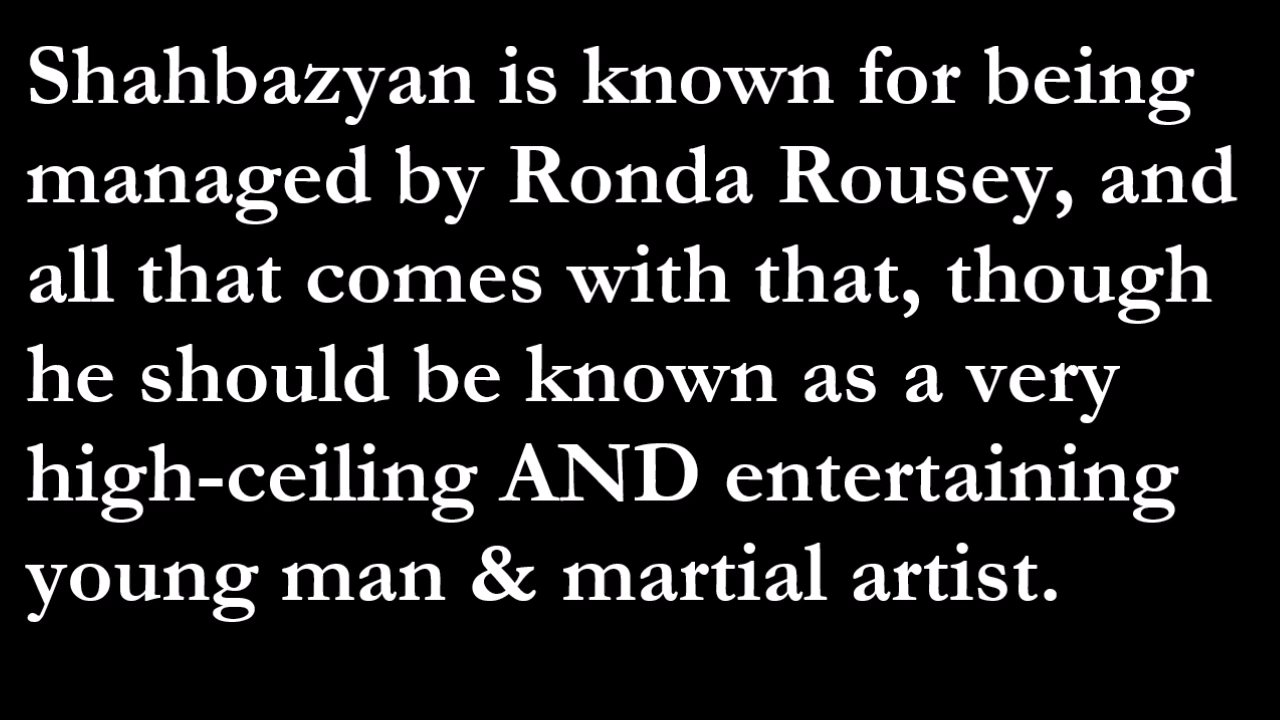 Shahbazyan is known for being
managed by Ronda Rousey, and
all that comes with that, though
he should be known as a very
high-ceiling AND entertaining
young man & martial artist.